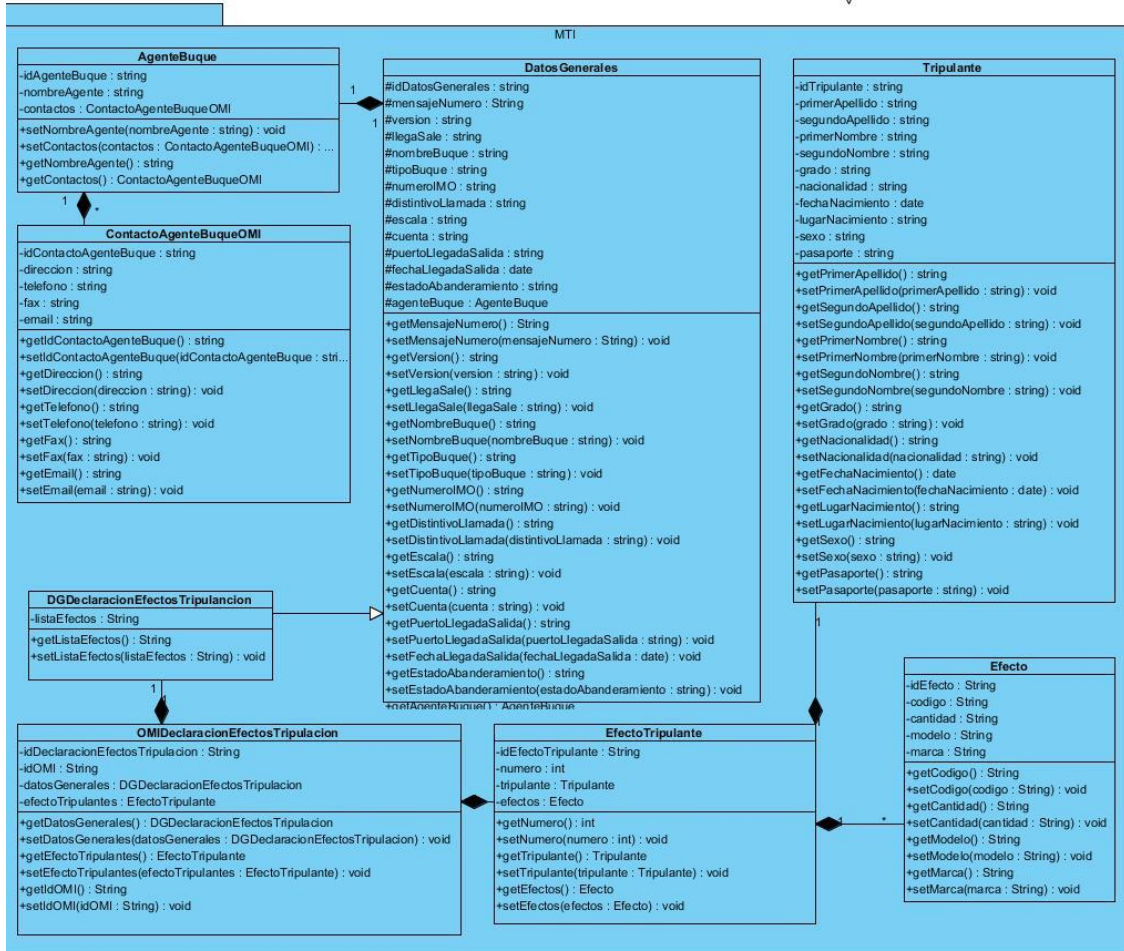 MTI
AgenteBuque
-idAgenteBuque : string
-nombreAgente : string
-contactos : ContactoAgenteBuqueOMI
+setNombreAgente(nombreAgente : string) : void
+setContactos(contactos : ContactoAgenteBuqueOMI) : ...
+getNombreAgente() : string
+getContactos() : ContactoAgenteBuqueOMI
1
1
1
*
ContactoAgenteBuqueOMI
-idContactoAgenteBuque : string
-direccion : string
-telefono : string
-fax : string
-email : string
+getIdContactoAgenteBuque() : string
+setIdContactoAgenteBuque(idContactoAgenteBuque : stri...
+getDireccion() : string
+setDireccion(direccion : string) : void
+getTelefono() : string
+setTelefono(telefono : string) : void
+getFax() : string
+setFax(fax : string) : void
+getEmail() : string
+setEmail(email : string) : void
DatosGenerales
#idDatosGenerales : string
#mensajeNumero : String
#version : string
#llegaSale : string
#nombreBuque : string
#tipoBuque : string
#numeroIMO : string
#distintivoLlamada : string
#escala : string
#cuenta : string
#puertoLlegadaSalida : string
#fechaLlegadaSalida : date
#estadoAbanderamiento : string
#agenteBuque : AgenteBuque
+getMensajeNumero() : String
+setMensajeNumero(mensajeNumero : String) : void
+getVersion() : string
+setVersion(version : string) : void
+getLlegaSale() : string
+setLlegaSale(llegaSale : string) : void
+getNombreBuque() : string
+setNombreBuque(nombreBuque : string) : void
+getTipoBuque() : string
+setTipoBuque(tipoBuque : string) : void
+getNumeroIMO() : string
+setNumeroIMO(numeroIMO : string) : void
+getDistintivoLlamada() : string
+setDistintivoLlamada(distintivoLlamada : string) : void
+getEscala() : string
+setEscala(escala : string) : void
+getCuenta() : string
+setCuenta(cuenta : string) : void
+getPuertoLlegadaSalida() : string
+setPuertoLlegadaSalida(puertoLlegadaSalida : string) : void
+setFechaLlegadaSalida(fechaLlegadaSalida : date) : void
+getEstadoAbanderamiento() : string
+setEstadoAbanderamiento(estadoAbanderamiento : string) : void
+getAgenteBuque() : AgenteBuque
Tripulante
-idTripulante : string
-primerApellido : string
-segundoApellido : string
-primerNombre : string
-segundoNombre : string
-grado : string
-nacionalidad : string
-fechaNacimiento : date
-lugarNacimiento : string
-sexo : string
-pasaporte : string
+getPrimerApellido() : string
+setPrimerApellido(primerApellido : string) : void
+getSegundoApellido() : string
+setSegundoApellido(segundoApellido : string) : void
+getPrimerNombre() : string
+setPrimerNombre(primerNombre : string) : void
+getSegundoNombre() : string
+setSegundoNombre(segundoNombre : string) : void
+getGrado() : string
+setGrado(grado : string) : void
+getNacionalidad() : string
+setNacionalidad(nacionalidad : string) : void
+getFechaNacimiento() : date
+setFechaNacimiento(fechaNacimiento : date) : void
+getLugarNacimiento() : string
+setLugarNacimiento(lugarNacimiento : string) : void
+getSexo() : string
+setSexo(sexo : string) : void
+getPasaporte() : string
+setPasaporte(pasaporte : string) : void
1
DGDeclaracionEfectosTripulancion
-listaEfectos : String
+getListaEfectos() : String
+setListaEfectos(listaEfectos : String) : void
1
1
OMIDeclaracionEfectosTripulacion
-idDeclaracionEfectosTripulacion : String
-idOMI : String
-datosGenerales : DGDeclaracionEfectosTripulacion
-efectoTripulantes : EfectoTripulante
+getDatosGenerales() : DGDeclaracionEfectosTripulacion
+setDatosGenerales(datosGenerales : DGDeclaracionEfectosTripulacion) : void
+getEfectoTripulantes() : EfectoTripulante
+setEfectoTripulantes(efectoTripulantes : EfectoTripulante) : void
+getIdOMI() : String
+setIdOMI(idOMI : String) : void
EfectoTripulante
-idEfectoTripulante : String
-numero : int
-tripulante : Tripulante
-efectos : Efecto
+getNumero() : int
+setNumero(numero : int) : void
+getTripulante() : Tripulante
+setTripulante(tripulante : Tripulante) : void
+getEfectos() : Efecto
+setEfectos(efectos : Efecto) : void
1
*
Efecto
-idEfecto : String
-codigo : String
-cantidad : String
-modelo : String
-marca : String
+getCodigo() : String
+setCodigo(codigo : String) : void
+getCantidad() : String
+setCantidad(cantidad : String) : void
+getModelo() : String
+setModelo(modelo : String) : void
+getMarca() : String
+setMarca(marca : String) : void